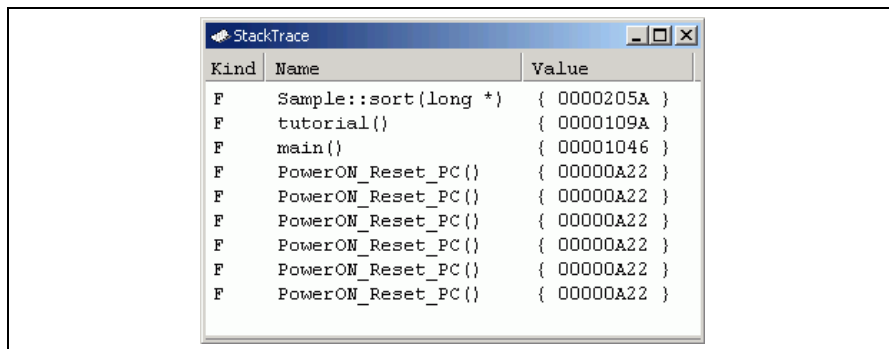 StackTrace
Kind Name Value
F Sample::sort(long *) { 0000205A }
F tutorial() { 0000109A }
F main() { 00001046 }
F PowerON_Reset_PC() { 00000A22 }
F PowerON_Reset_PC() { 00000A22 }
F PowerON_Reset_PC() { 00000A22 }
F PowerON_Reset_PC() { 00000A22 }
F PowerON_Reset_PC() { 00000A22 }
F PowerON_Reset_PC() { 00000A22 }